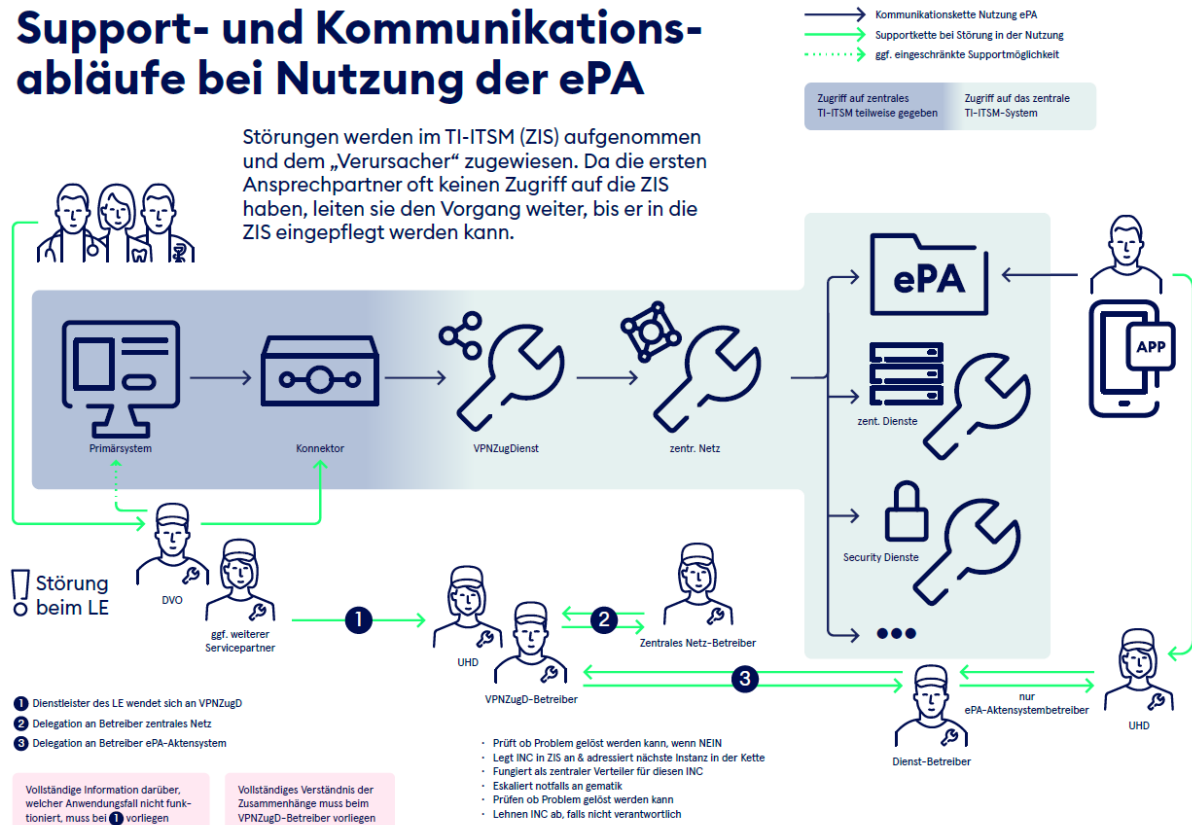 Support- und Kommunikations-
abläufe bei Nutzung der ePA
Kommunikationskette Nutzung ePA
Supportkette bei Störung in der Nutzung
ggf. eingeschränkte Supportmöglichkeit
Zugriff auf zentrales
TI-ITSM teilweise gegeben
Zugriff auf das zentrale
TI-ITSM-System
Störungen werden im TI-ITSM (ZIS) aufgenommen
und dem „Verursacher“ zugewiesen. Da die ersten
Ansprechpartner oft keinen Zugriff auf die ZIS
haben, leiten sie den Vorgang weiter, bis er in die
ZIS eingepflegt werden kann.
ePA
APP
Primärsystem
Konnektor
VPNZugDienst
zentr. Netz
zent. Dienste
Security Dienste
Störung
beim LE
DVO
ggf. weiterer
Servicepartner
1
UHD
VPNZugD-Betreiber
2
Zentrales Netz-Betreiber
3
Dienst-Betreiber
nur
ePA-Aktensystembetreiber
UHD
1 Dienstleister des LE wendet sich an VPNZugD
2 Delegation an Betreiber zentrales Netz
3 Delegation an Betreiber ePA-Aktensystem
Vollständige Information darüber,
welcher Anwendungsfall nicht funk-
tioniert, muss bei 1 vorliegen
Vollständiges Verständnis der
Zusammenhänge muss beim
VPNZugD-Betreiber vorliegen
· Prüft ob Problem gelöst werden kann, wenn NEIN
· Legt INC in ZIS an & adressiert nächste Instanz in der Kette
· Fungiert als zentraler Verteiler für diesen INC
· Eskaliert notfalls an gematik
· Prüfen ob Problem gelöst werden kann
· Lehnen INC ab, falls nicht verantwortlich